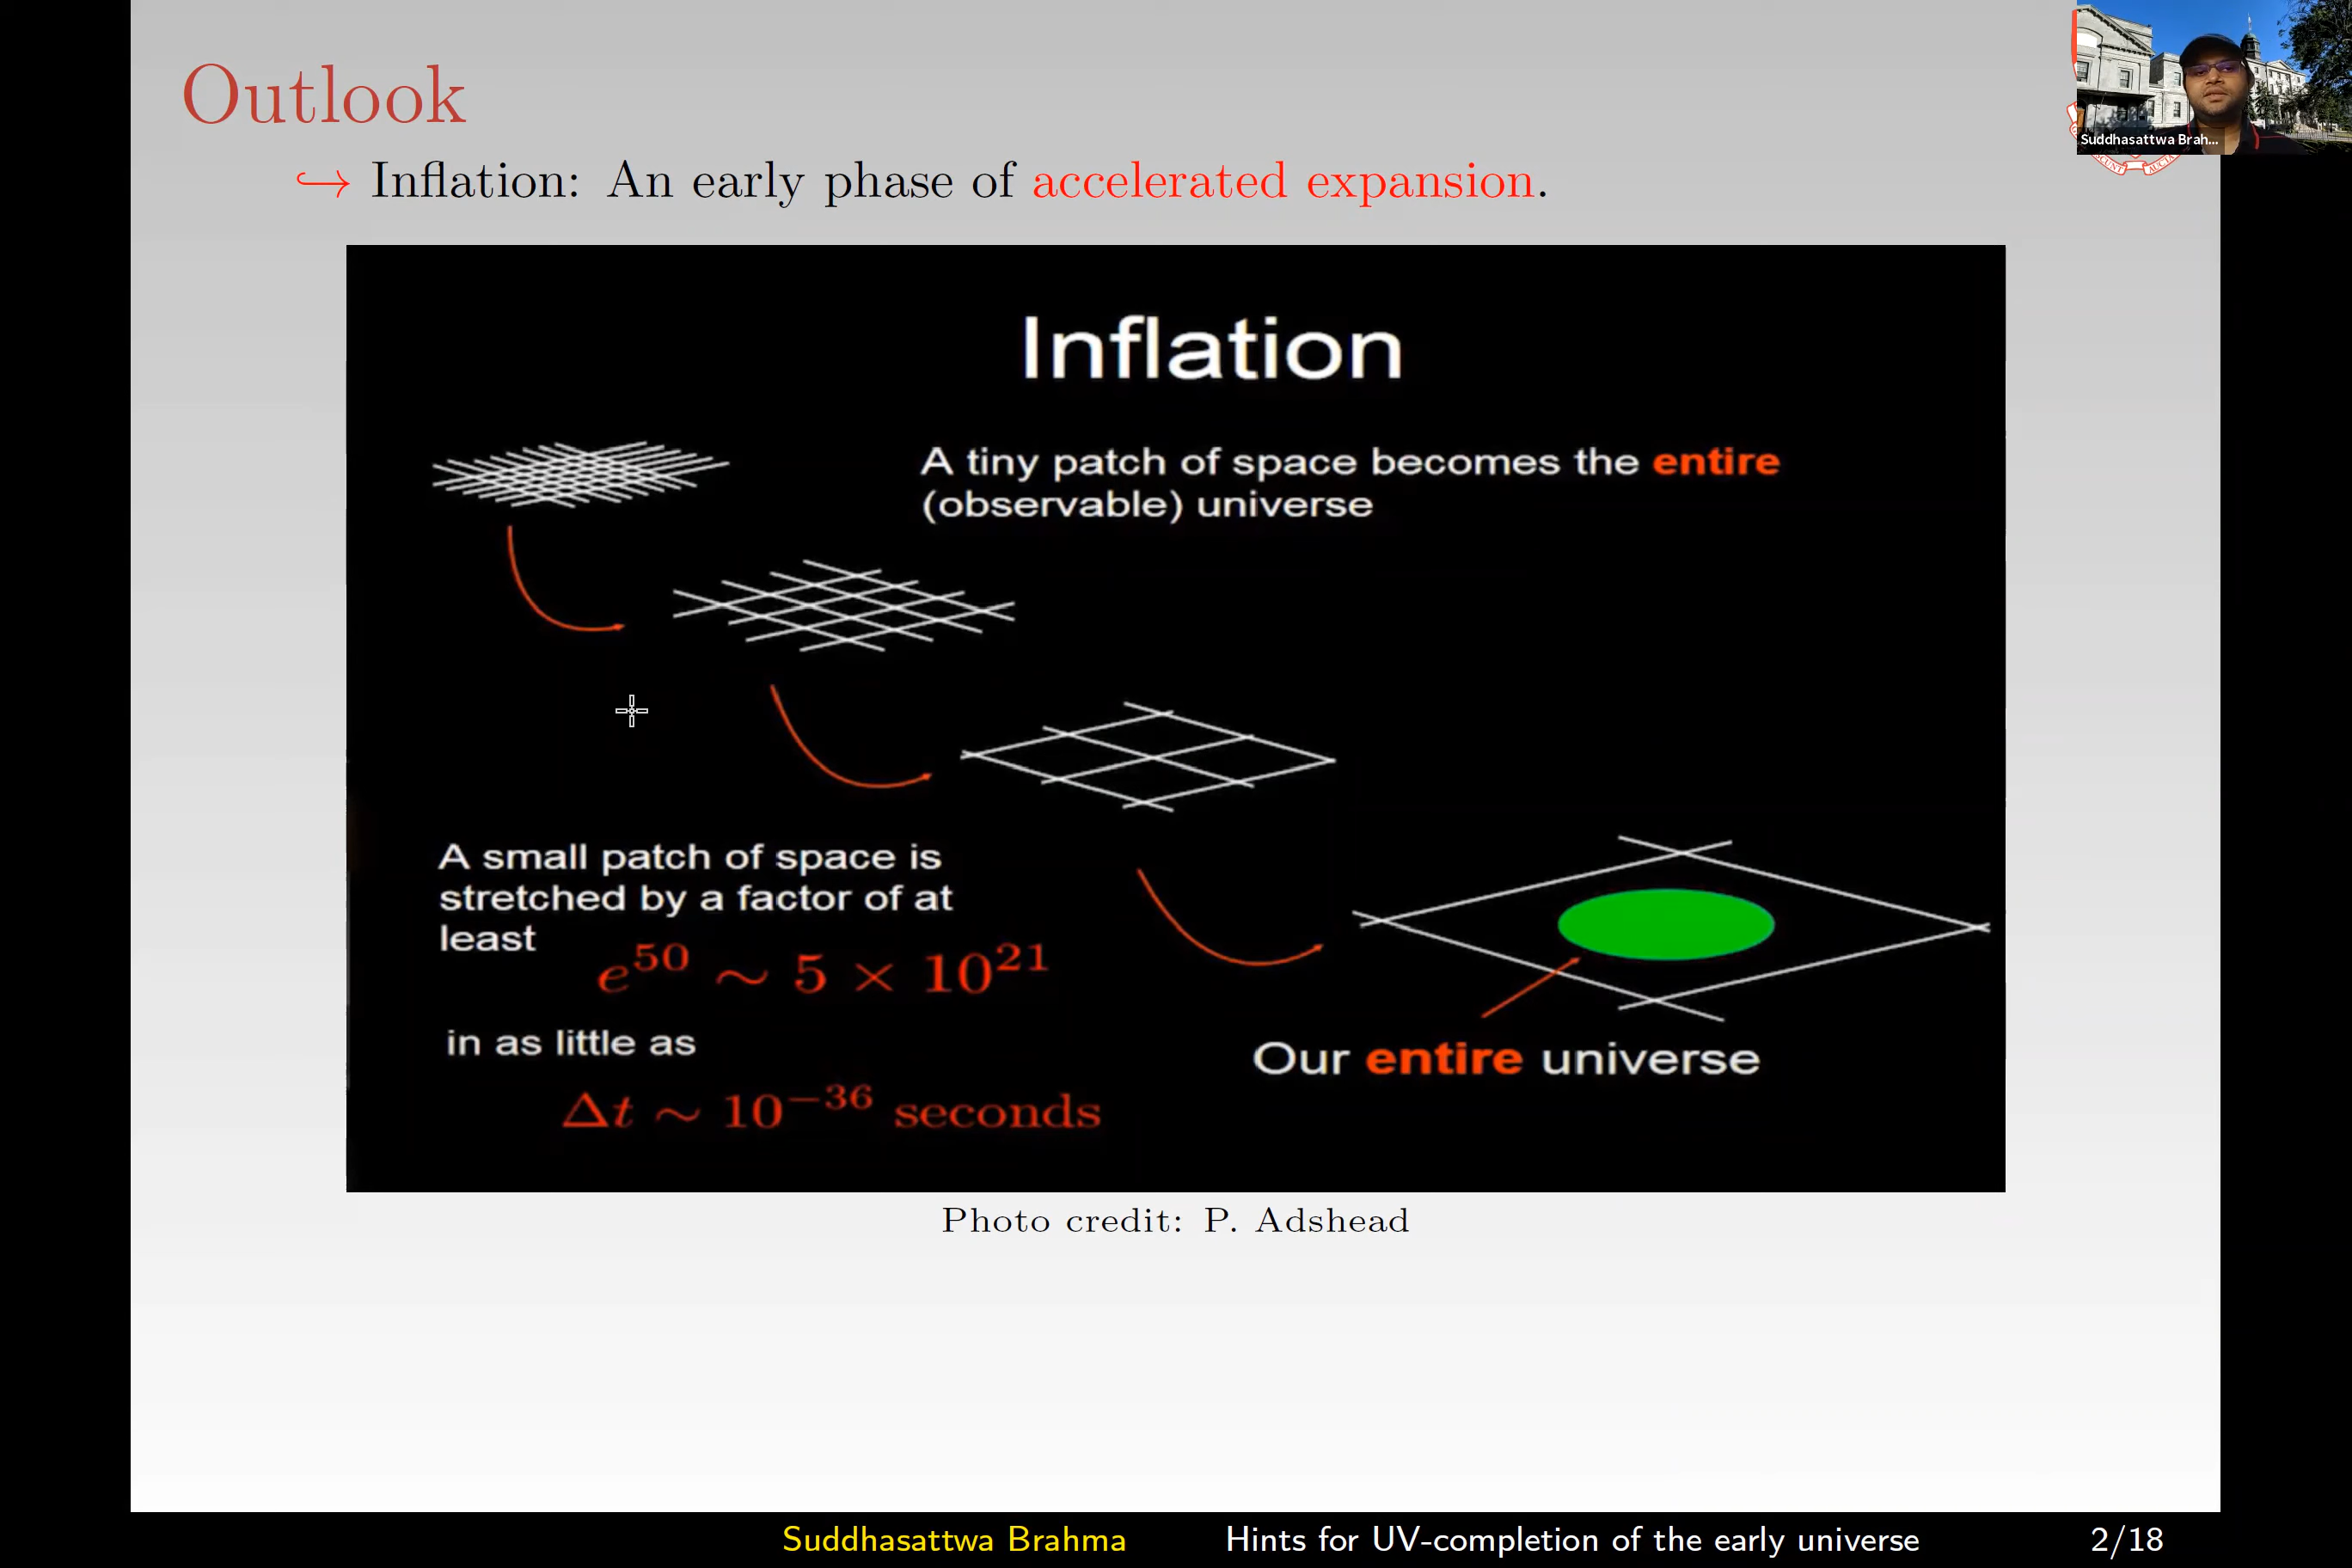 Outlook
↪ Inflation: An early phase of accelerated expansion.
Suddhasattwa Brah...
Inflation
A tiny patch of space becomes the entire
(observable) universe
A small patch of space is
stretched by a factor of at
least
e^50 ∼ 5 × 10^21
in as little as
Δt ∼ 10^−36 seconds
Our entire universe
Photo credit: P. Adshead
Suddhasattwa Brahma Hints for UV-completion of the early universe 2/18